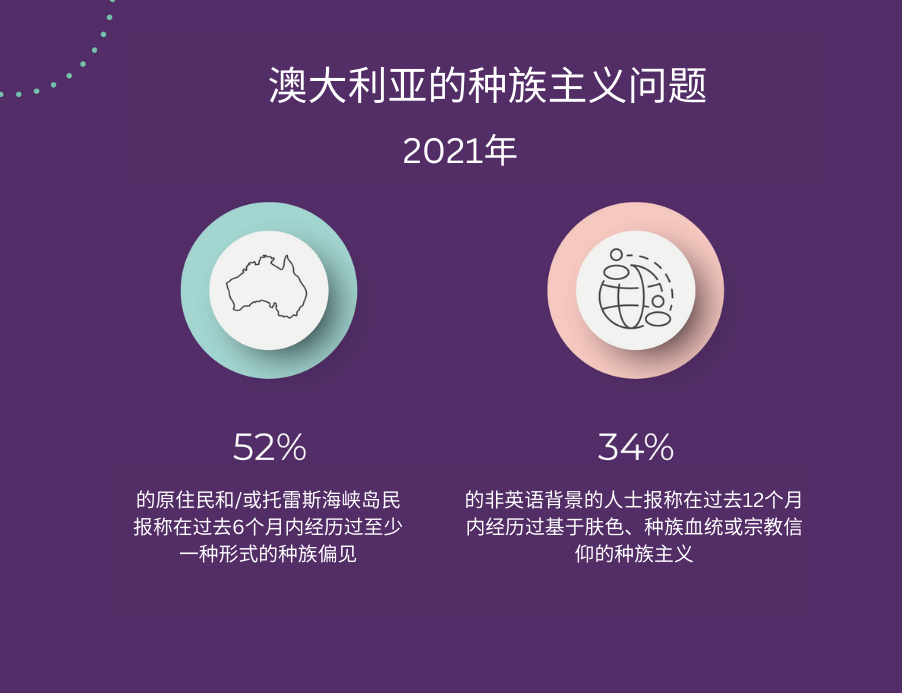 澳大利亚的种族主义问题
2021年
52%
的原住民和/或托雷斯海峡岛民
报称在过去6个月内经历过至少
一种形式的种族偏见
34%
的非英语背景的人士报称在过去12个月
内经历过基于肤色、种族血统或宗教信
仰的种族主义